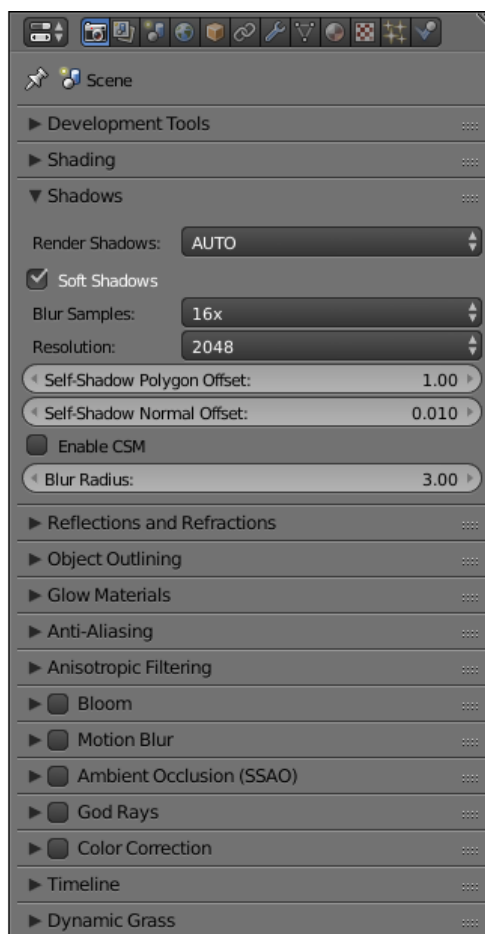 Scene
Development Tools
Shading
Shadows
Render Shadows: AUTO
Soft Shadows
Blur Samples: 16x
Resolution: 2048
Self-Shadow Polygon Offset: 1.00
Self-Shadow Normal Offset: 0.010
Enable CSM
Blur Radius: 3.00
Reflections and Refractions
Object Outlining
Glow Materials
Anti-Aliasing
Anisotropic Filtering
Bloom
Motion Blur
Ambient Occlusion (SSAO)
God Rays
Color Correction
Timeline
Dynamic Grass